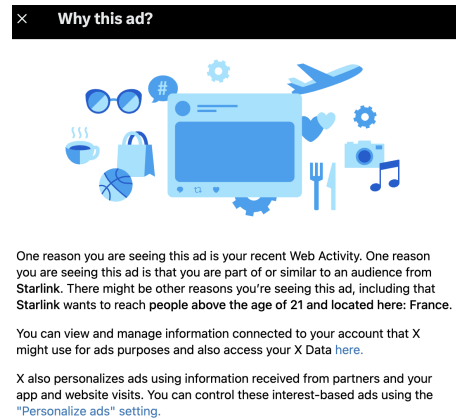 Why this ad?
#
One reason you are seeing this ad is your recent Web Activity. One reason
you are seeing this ad is that you are part of or similar to an audience from
Starlink. There might be other reasons you're seeing this ad, including that
Starlink wants to reach people above the age of 21 and located here: France.
You can view and manage information connected to your account that X
might use for ads purposes and also access your X Data here.
X also personalizes ads using information received from partners and your
app and website visits. You can control these interest-based ads using the
"Personalize ads" setting.